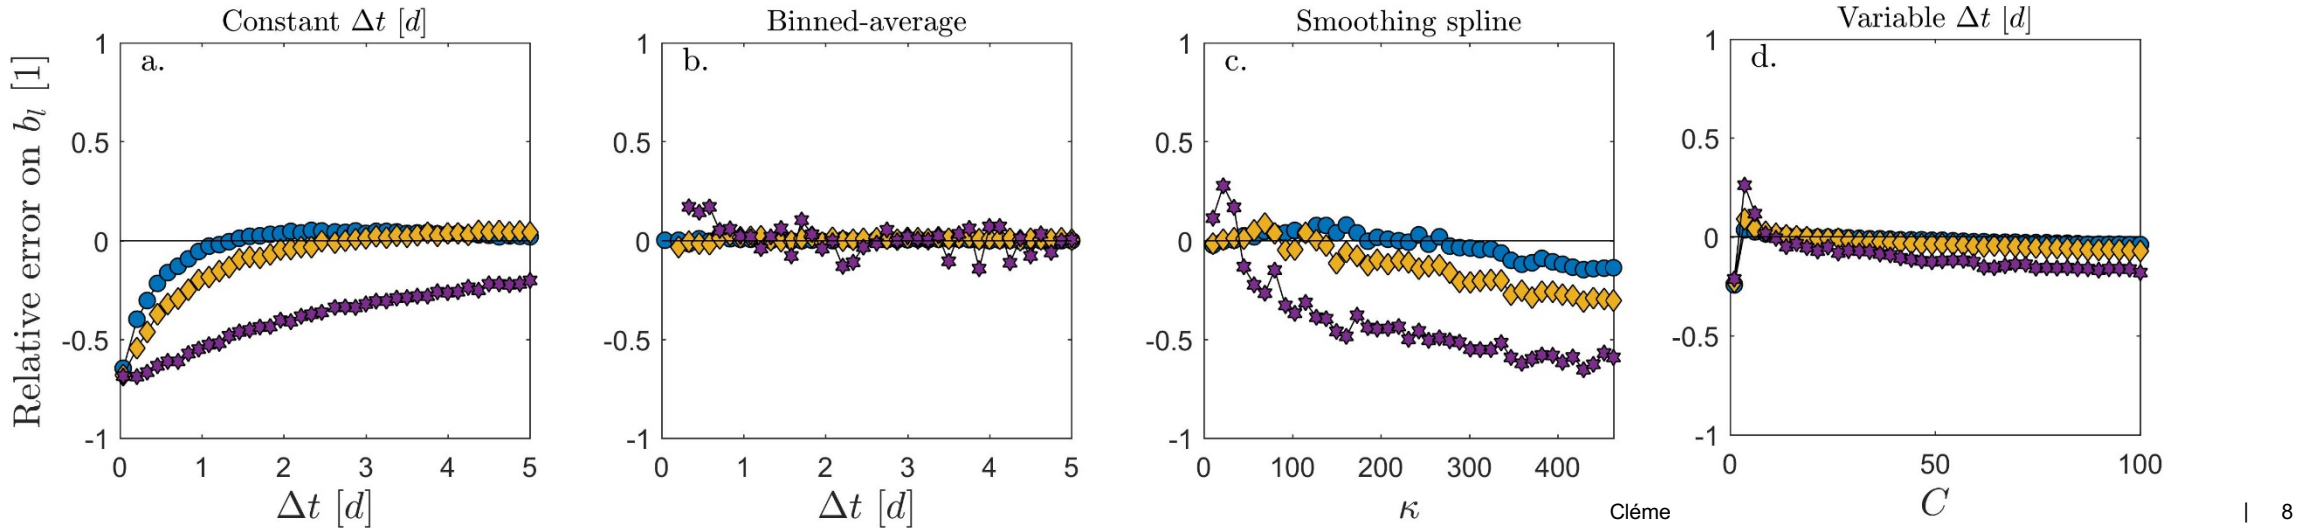 Constant Δt [d]
Binned-average
Smoothing spline
Variable Δt [d]
Relative error on b_l [1]
a.
1
0.5
0
-0.5
-1
0 1 2 3 4 5
Δt [d]
b.
1
0.5
0
-0.5
-1
0 1 2 3 4 5
Δt [d]
c.
1
0.5
0
-0.5
-1
0 100 200 300 400
κ
d.
1
0.5
0
-0.5
-1
0 50 100
C
Cléme
| 8